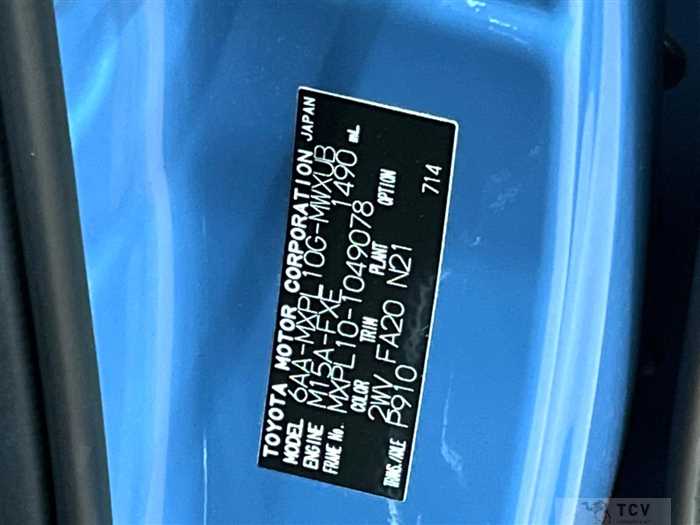 TOYOTA MOTOR CORPORATION JAPAN
MODEL 6AA-MXPL10G-MWXUB
ENGINE M15A-FXE 1490 mL
FRAME No. MXPL10-1049078
COLOR TRIM PLANT OPTION
2WV FA20 N21
TRANS./AXLE P910 714
TCV